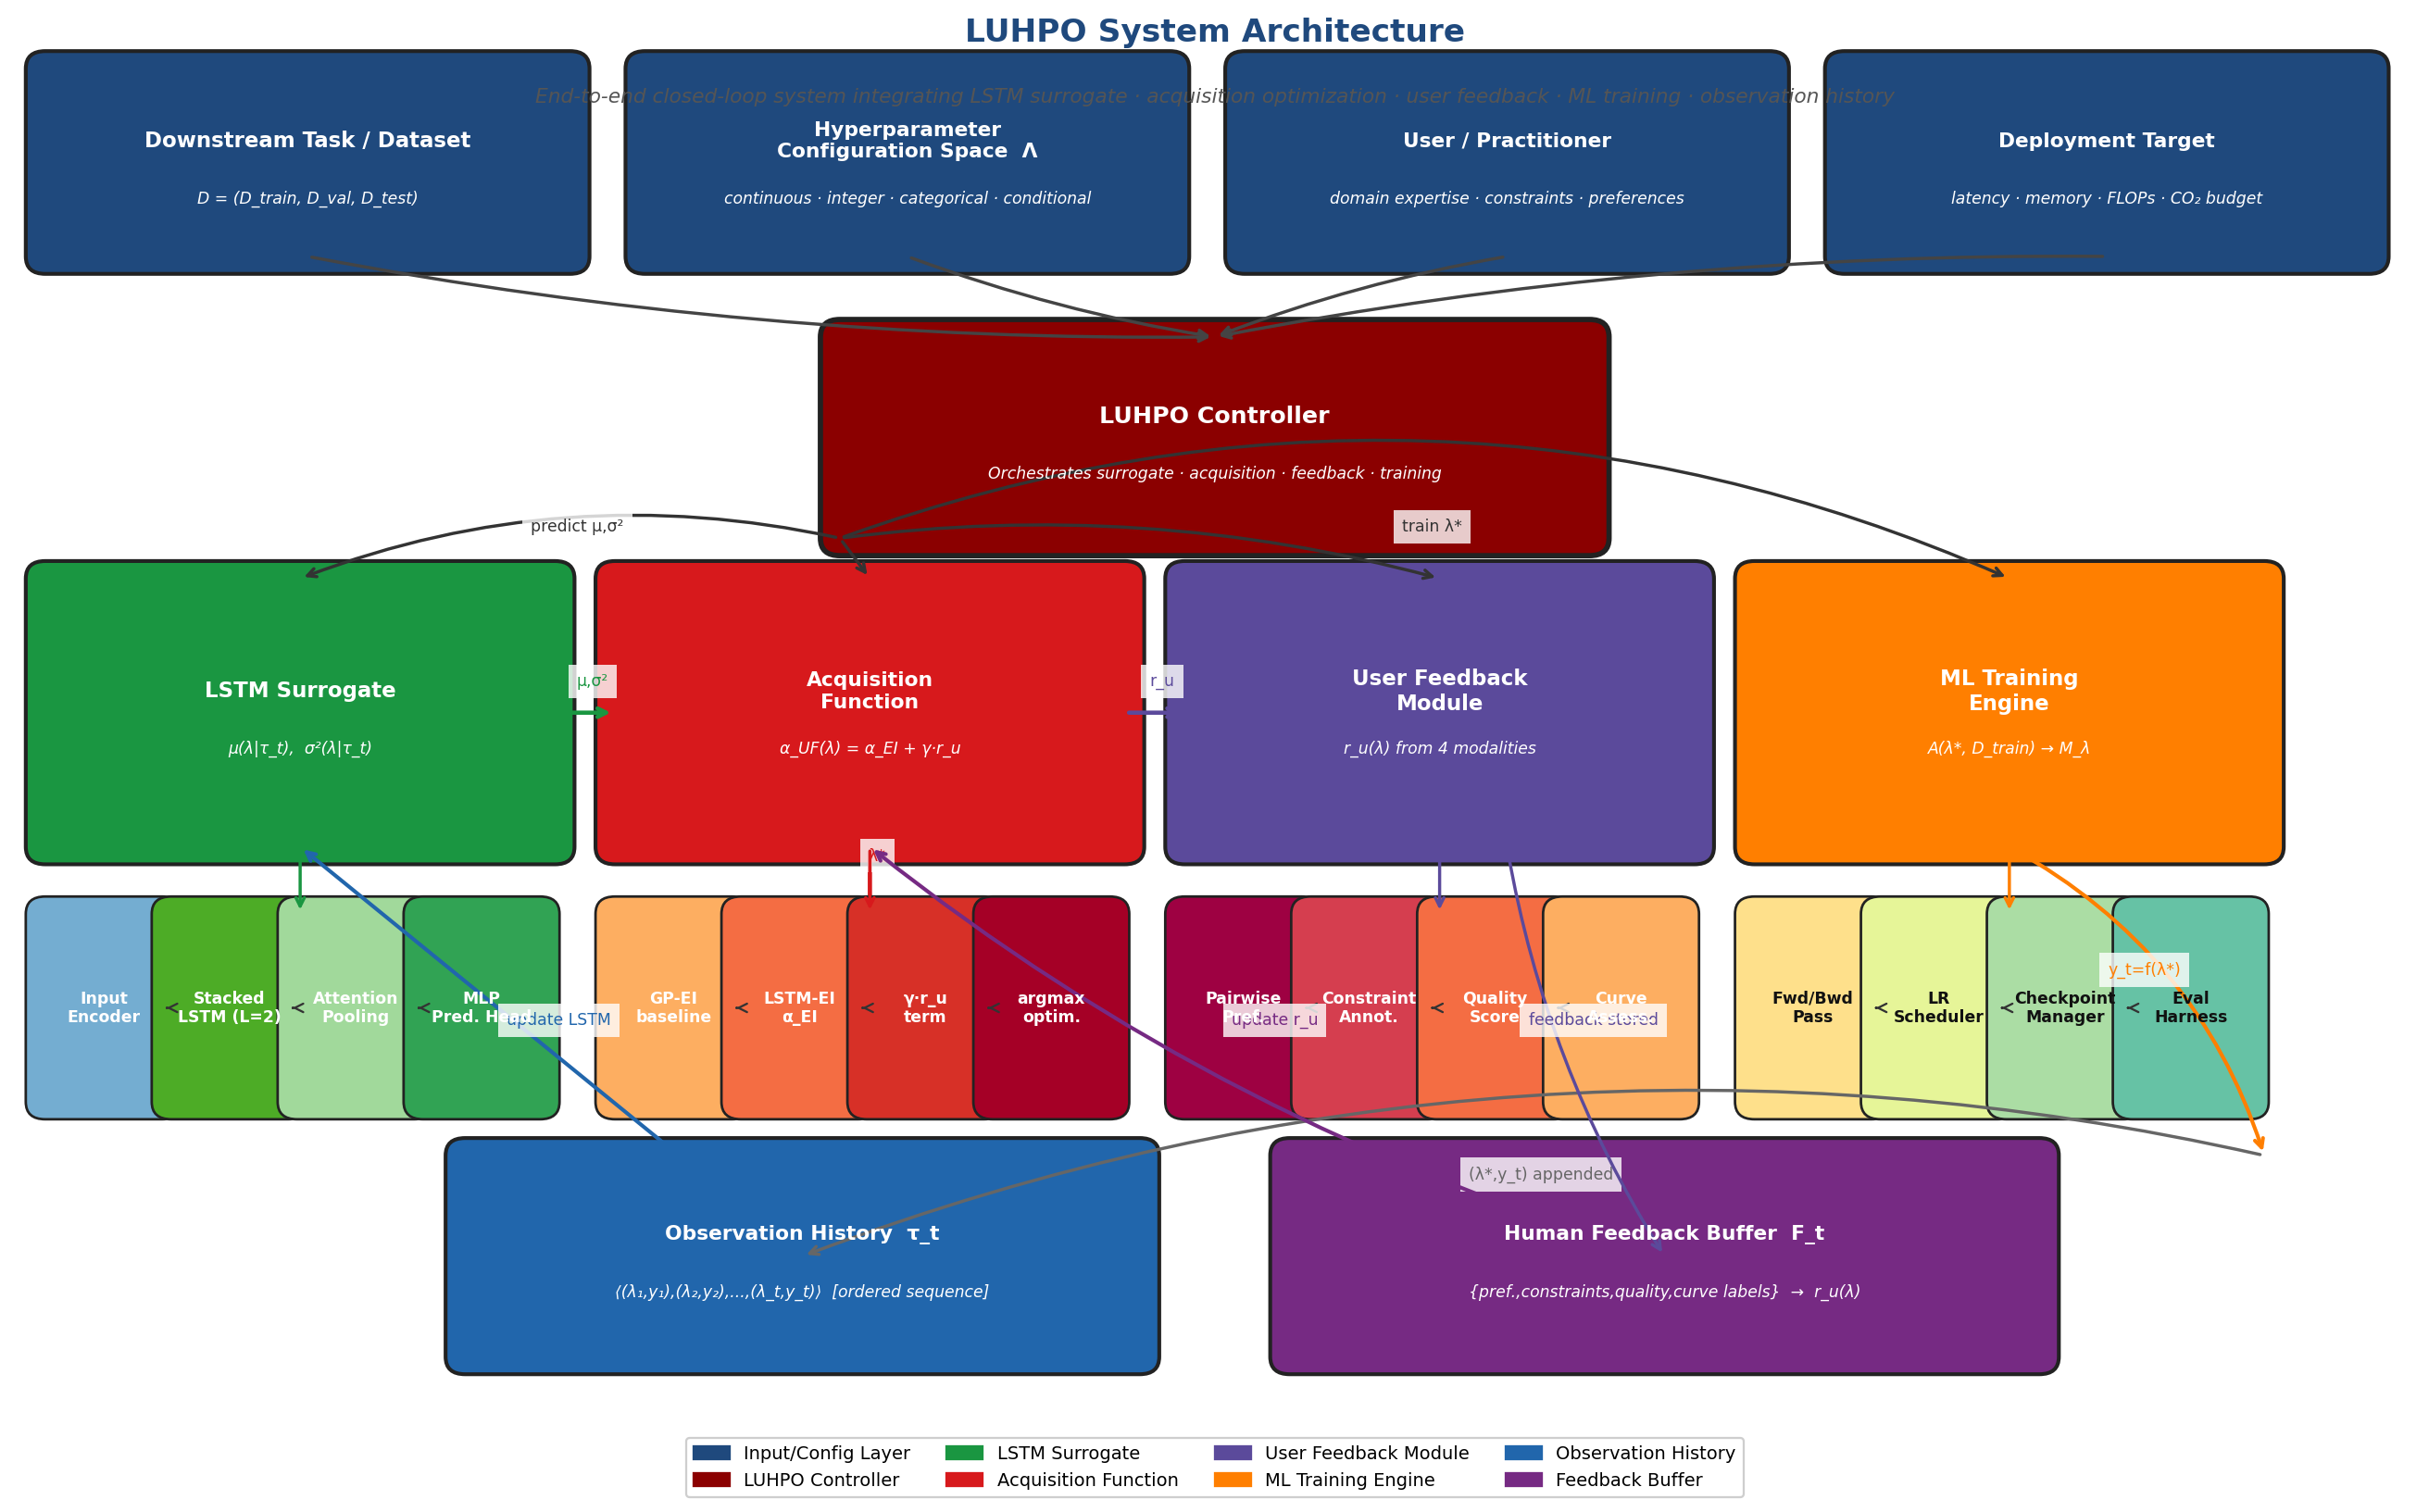 LUHPO System Architecture
End-to-end closed-loop system integrating LSTM surrogate · acquisition optimization · user feedback · ML training · observation history
Downstream Task / Dataset
D = (D_train, D_val, D_test)
Hyperparameter
Configuration Space Λ
continuous · integer · categorical · conditional
User / Practitioner
domain expertise · constraints · preferences
Deployment Target
latency · memory · FLOPs · CO₂ budget
LUHPO Controller
Orchestrates surrogate · acquisition · feedback · training
predict μ,σ²
train λ*
LSTM Surrogate
μ(λ|τ_t), σ²(λ|τ_t)
μ,σ²
Acquisition
Function
α_UF(λ) = α_EI + γ·r_u
r_u
User Feedback
Module
r_u(λ) from 4 modalities
ML Training
Engine
A(λ*, D_train) → M_λ
λ*
Input
Encoder
Stacked
LSTM (L=2)
Attention
Pooling
MLP
Pred. Head
update LSTM
GP-EI
baseline
LSTM-EI
α_EI
γ·r_u
term
argmax
optim.
Pairwise
Pref.
update r_u
Constraint
Annot.
Quality
Score
Curve
feedback stored
Fwd/Bwd
Pass
LR
Scheduler
Checkpoint
Manager
Eval
Harness
y_t=f(λ*)
(λ*,y_t) appended
Observation History τ_t
⟨(λ₁,y₁),(λ₂,y₂),…,(λ_t,y_t)⟩ [ordered sequence]
Human Feedback Buffer F_t
{pref.,constraints,quality,curve labels} → r_u(λ)
Input/Config Layer
LUHPO Controller
LSTM Surrogate
Acquisition Function
User Feedback Module
ML Training Engine
Observation History
Feedback Buffer